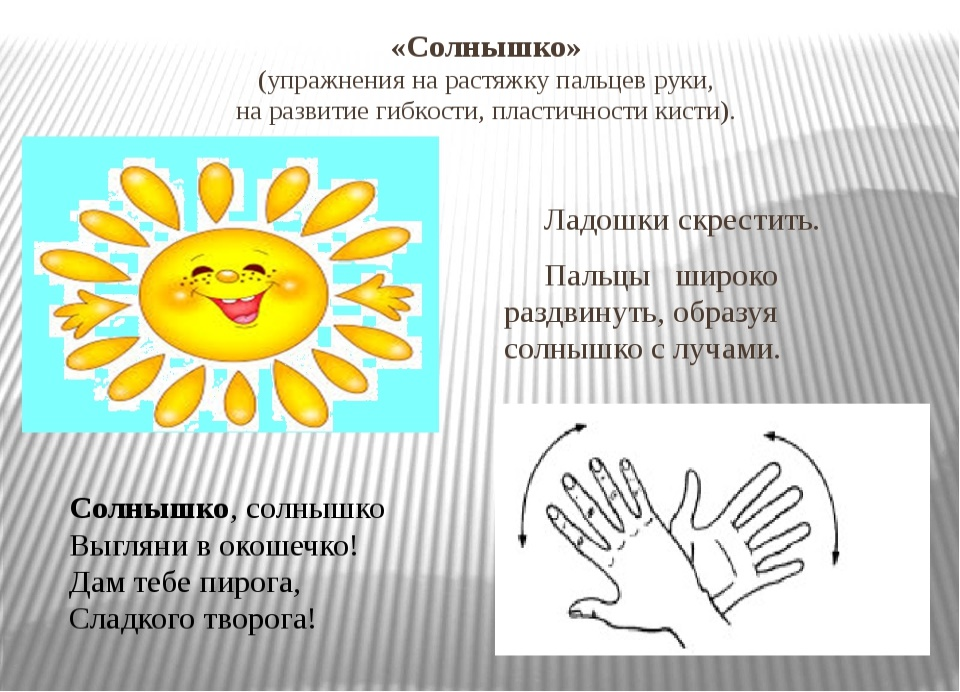 «Солнышко»
(упражнения на растяжку пальцев руки,
на развитие гибкости, пластичности кисти).
Ладошки скрестить.
Пальцы широко
раздвинуть, образуя
солнышко с лучами.
Солнышко, солнышко
Выгляни в окошечко!
Дам тебе пирога,
Сладкого творога!